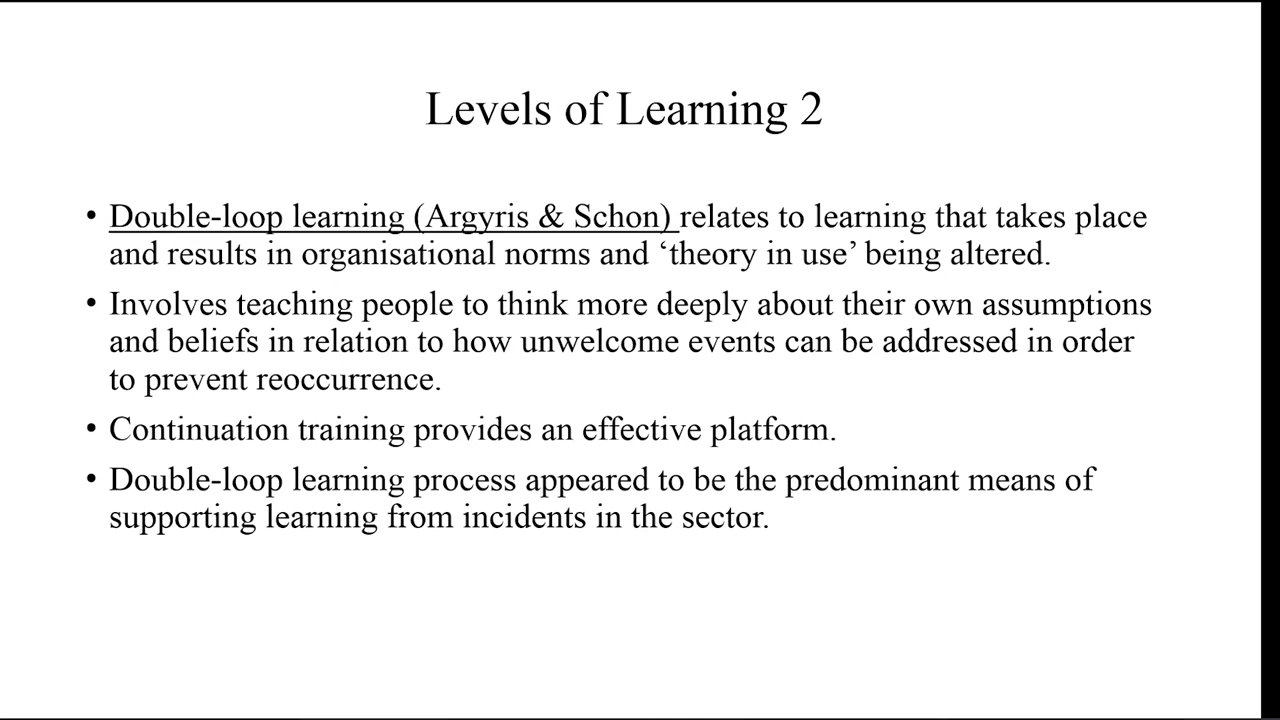 Levels of Learning 2
• Double-loop learning (Argyris & Schon) relates to learning that takes place
and results in organisational norms and ‘theory in use’ being altered.
• Involves teaching people to think more deeply about their own assumptions
and beliefs in relation to how unwelcome events can be addressed in order
to prevent reoccurrence.
• Continuation training provides an effective platform.
• Double-loop learning process appeared to be the predominant means of
supporting learning from incidents in the sector.